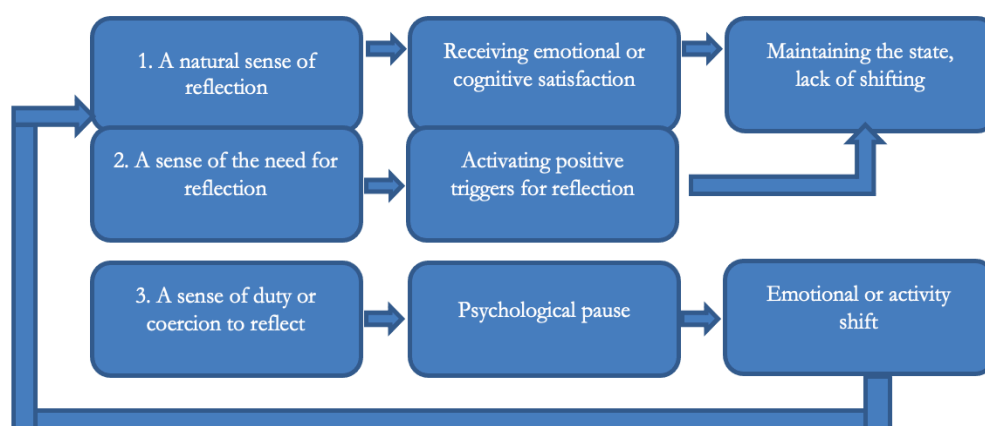 1. A natural sense of
reflection
Receiving emotional or
cognitive satisfaction
Maintaining the state,
lack of shifting
2. A sense of the need for
reflection
Activating positive
triggers for reflection
3. A sense of duty or
coercion to reflect
Psychological pause
Emotional or activity
shift